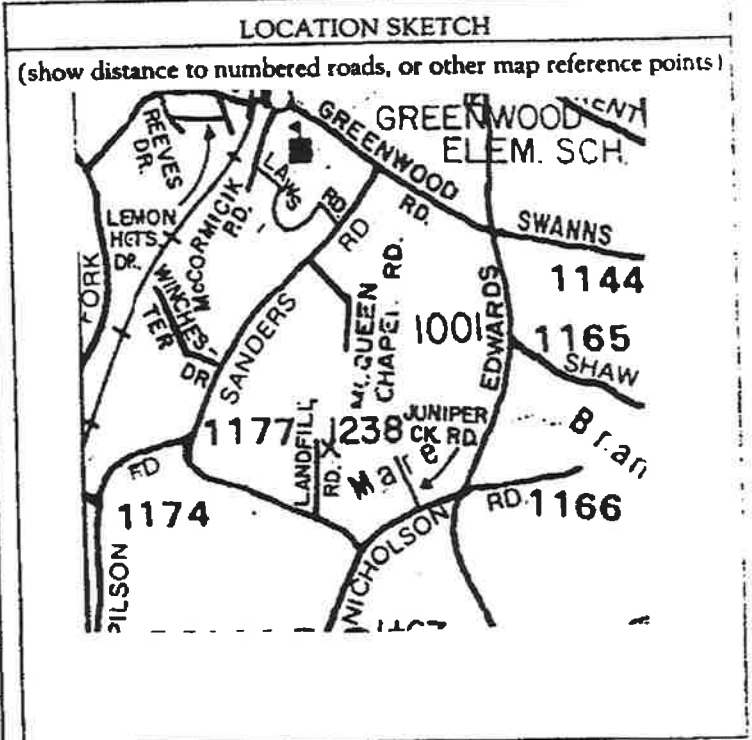 LOCATION SKETCH
(show distance to numbered roads, or other map reference points)
GREENWOOD
ELEM. SCH.
REEVES
DR.
GREENWOOD
RD.
LAWS
RD.
RD
LEMON
HGTS.
DR.
McCORMICIK
RD.
SWANNS
1144
FORK
WINCHES
TER
DR
SANDERS
McQUEEN
CHAPEL RD.
1001
EDWARDS
1165
SHAW
1177
LANDFILL
RD.
1238
JUNIPER
CK. RD.
Mare
Bran
RD
1174
NICHOLSON
RD.
1166
PILSON